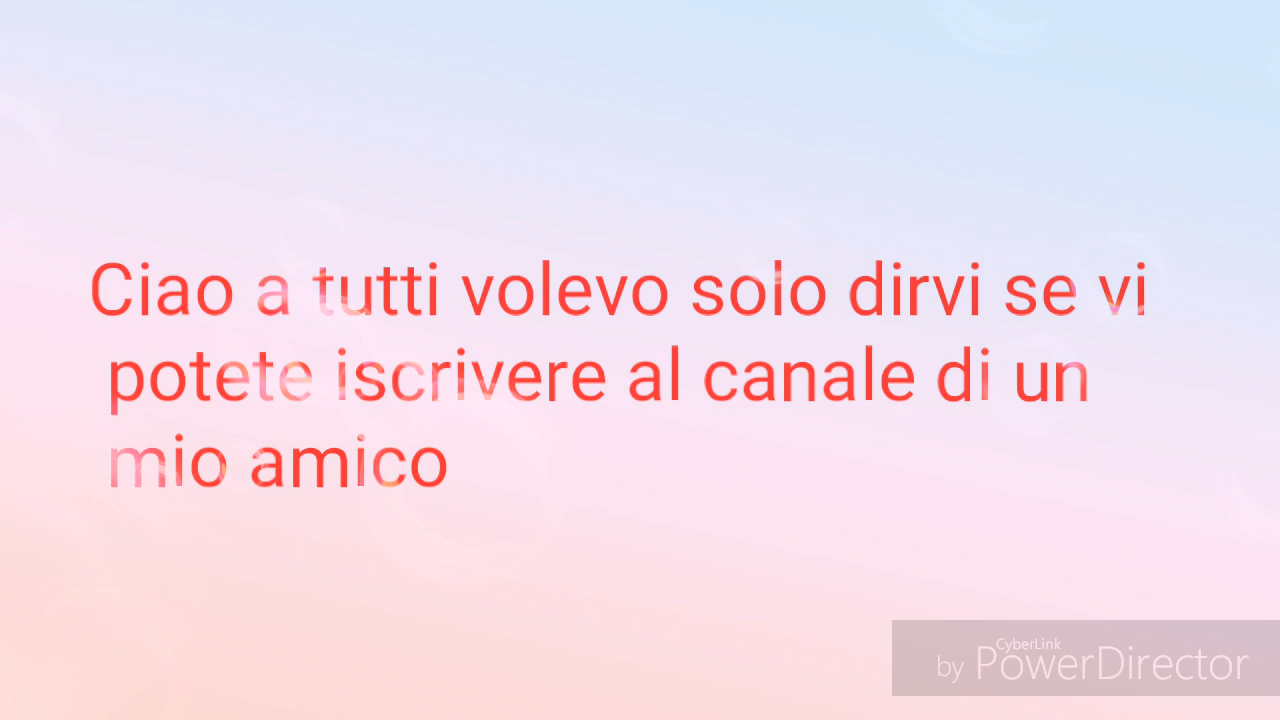 Ciao a tutti volevo solo dirvi se vi
potete iscrivere al canale di un
mio amico
CyberLink
by PowerDirector